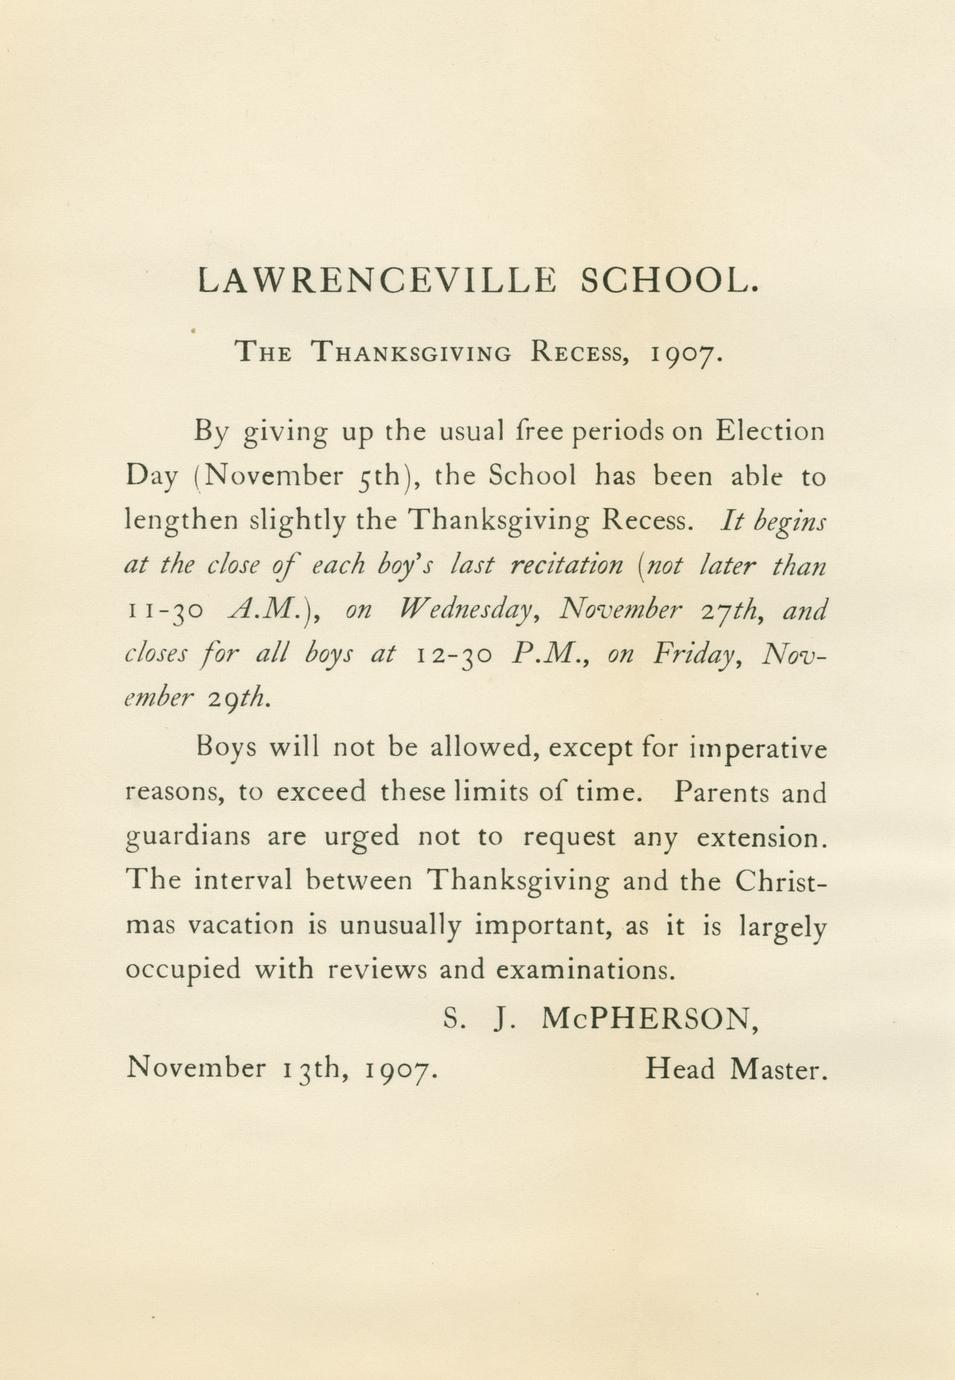 LAWRENCEVILLE SCHOOL.
The Thanksgiving Recess, 1907.
By giving up the usual free periods on Election
Day (November 5th), the School has been able to
lengthen slightly the Thanksgiving Recess. It begins
at the close of each boy's last recitation (not later than
11-30 A.M.), on Wednesday, November 27th, and
closes for all boys at 12-30 P.M., on Friday, Nov-
ember 29th.
Boys will not be allowed, except for imperative
reasons, to exceed these limits of time. Parents and
guardians are urged not to request any extension.
The interval between Thanksgiving and the Christ-
mas vacation is unusually important, as it is largely
occupied with reviews and examinations.
S. J. McPHERSON,
November 13th, 1907. Head Master.